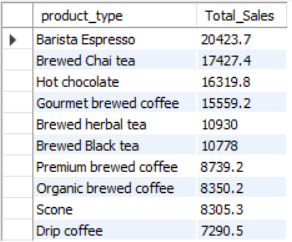 product_type Total_Sales
Barista Espresso 20423.7
Brewed Chai tea 17427.4
Hot chocolate 16319.8
Gourmet brewed coffee 15559.2
Brewed herbal tea 10930
Brewed Black tea 10778
Premium brewed coffee 8739.2
Organic brewed coffee 8350.2
Scone 8305.3
Drip coffee 7290.5